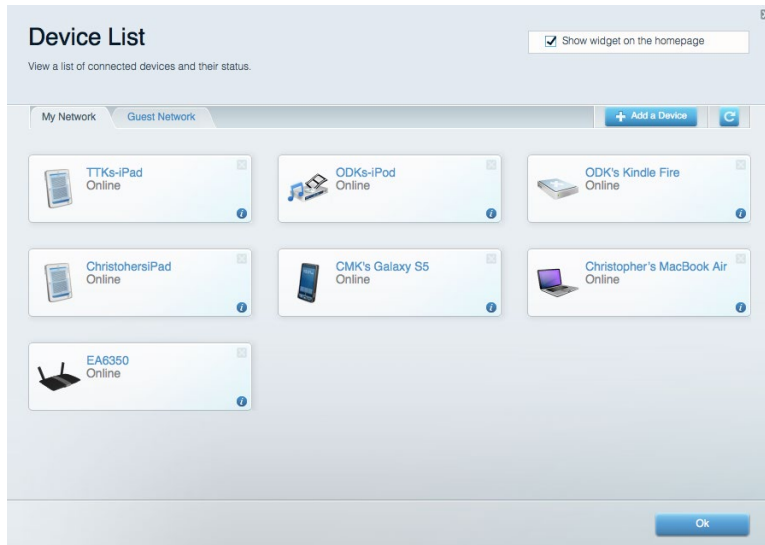 Device List
Show widget on the homepage
View a list of connected devices and their status.
My Network
Guest Network
Add a Device
TTKs-iPad
Online
ODKs-iPod
Online
ODK's Kindle Fire
Online
ChristohersiPad
Online
CMK's Galaxy S5
Online
Christopher's MacBook Air
Online
EA6350
Online
Ok